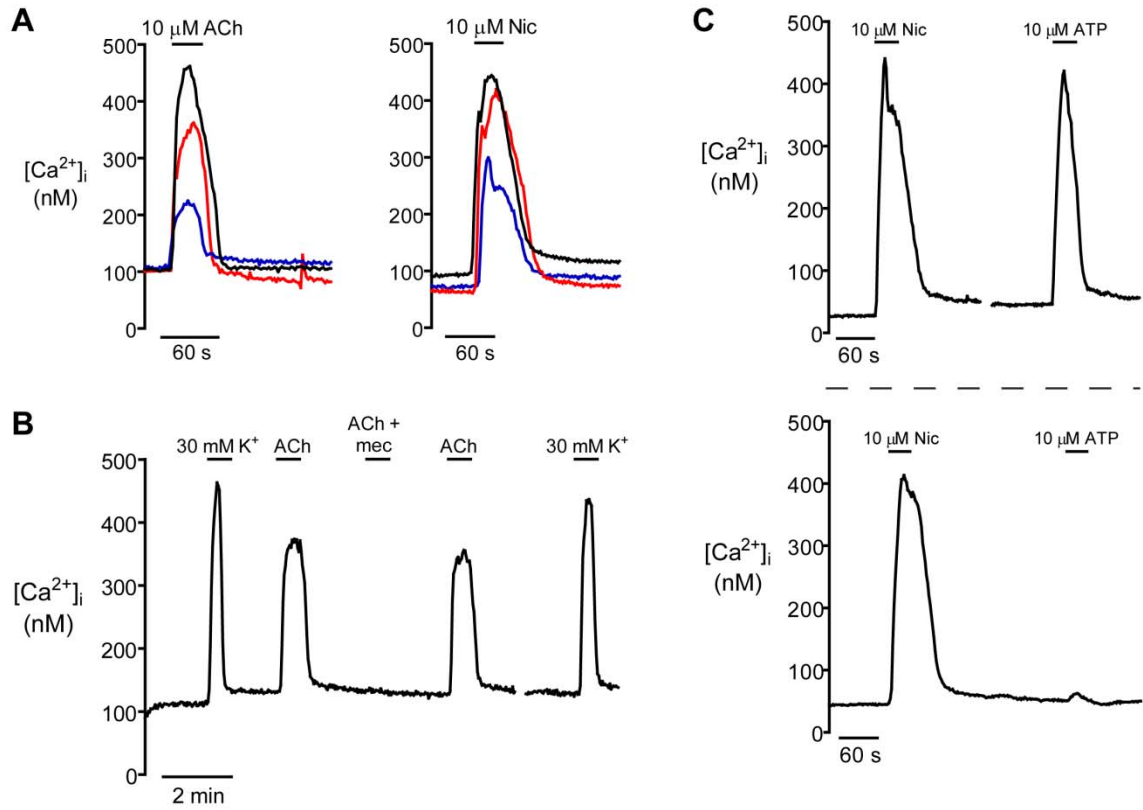 A
10 μM ACh
500
400
300
200
100
0
[Ca²⁺]ᵢ
(nM)
60 s
10 μM Nic
500
400
300
200
100
0
60 s
B
30 mM K⁺
ACh
ACh +
mec
ACh
30 mM K⁺
500
400
300
200
100
0
[Ca²⁺]ᵢ
(nM)
2 min
C
10 μM Nic
10 μM ATP
500
400
300
200
100
0
[Ca²⁺]ᵢ
(nM)
60 s
10 μM Nic
10 μM ATP
500
400
300
200
100
0
[Ca²⁺]ᵢ
(nM)
60 s